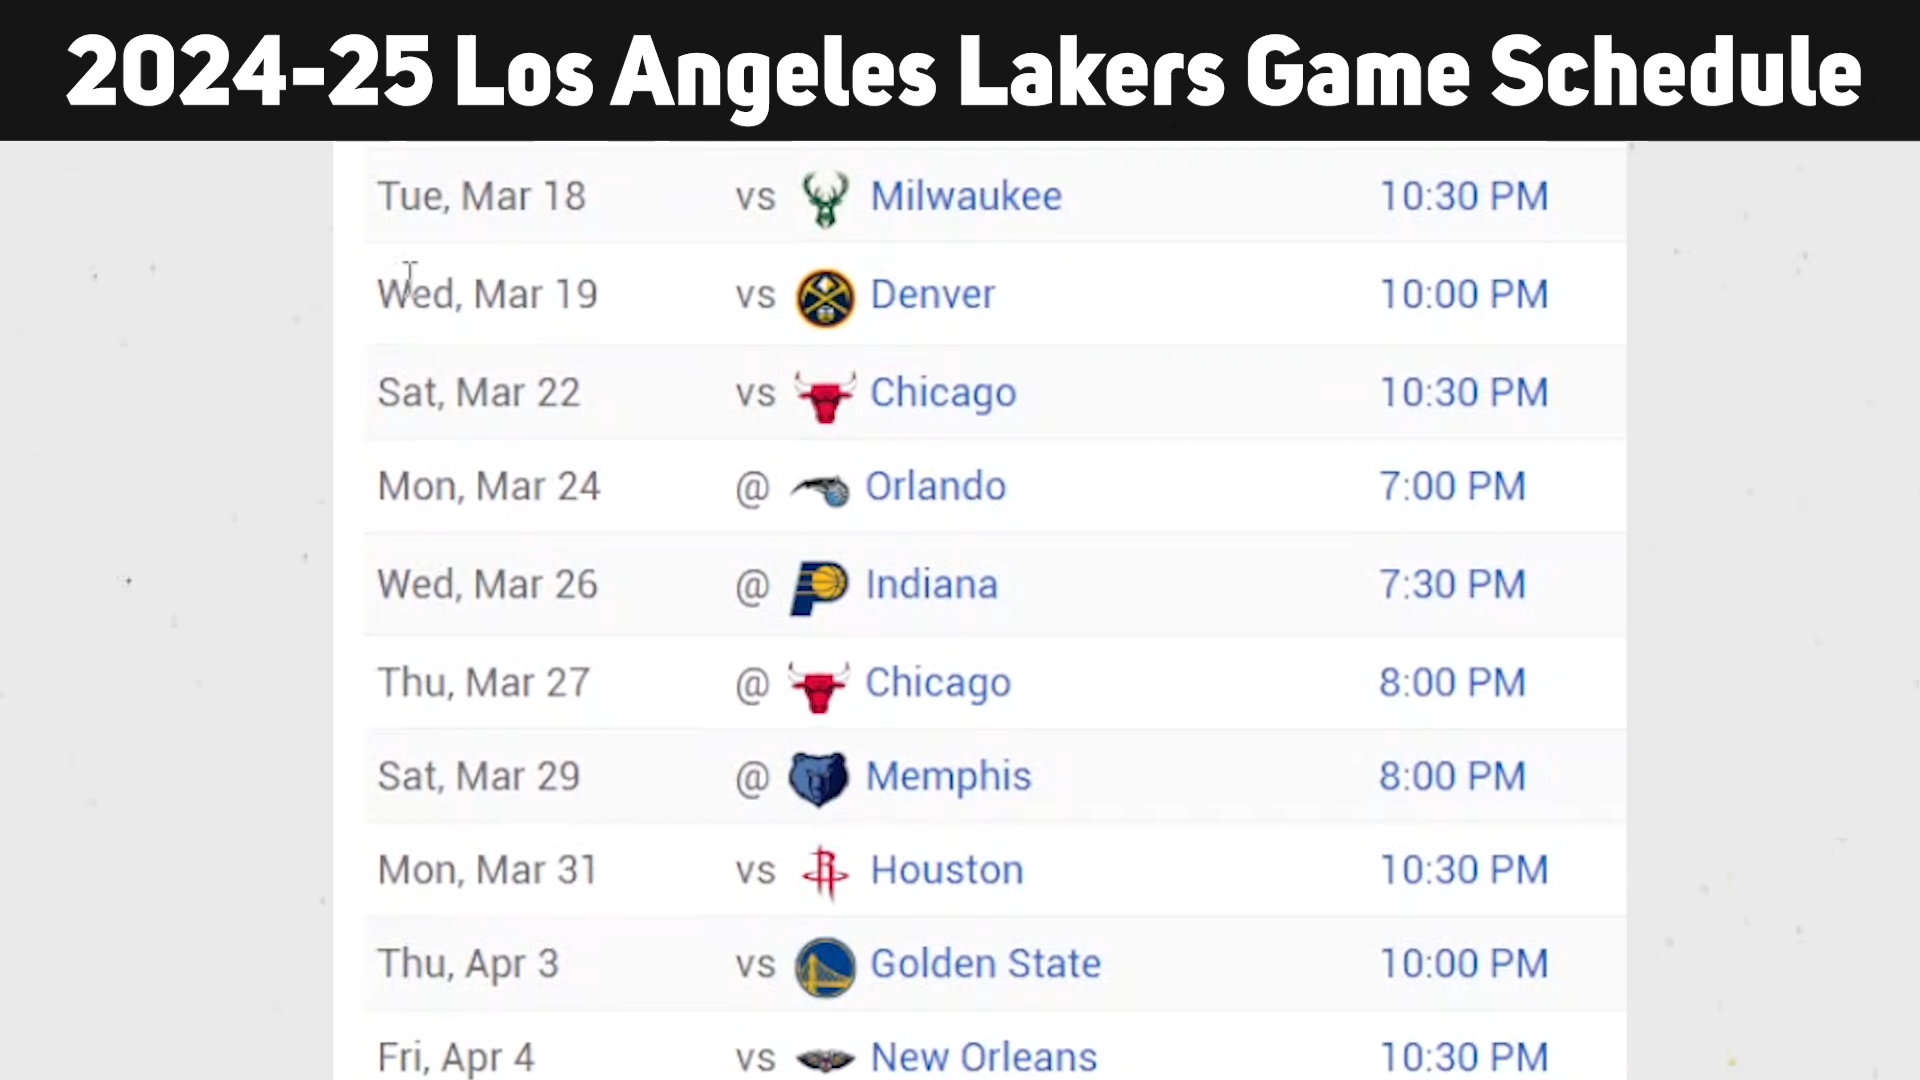 2024-25 Los Angeles Lakers Game Schedule
Tue, Mar 18 vs Milwaukee 10:30 PM
Wed, Mar 19 vs Denver 10:00 PM
Sat, Mar 22 vs Chicago 10:30 PM
Mon, Mar 24 @ Orlando 7:00 PM
Wed, Mar 26 @ Indiana 7:30 PM
Thu, Mar 27 @ Chicago 8:00 PM
Sat, Mar 29 @ Memphis 8:00 PM
Mon, Mar 31 vs Houston 10:30 PM
Thu, Apr 3 vs Golden State 10:00 PM
Fri, Apr 4 vs New Orleans 10:30 PM